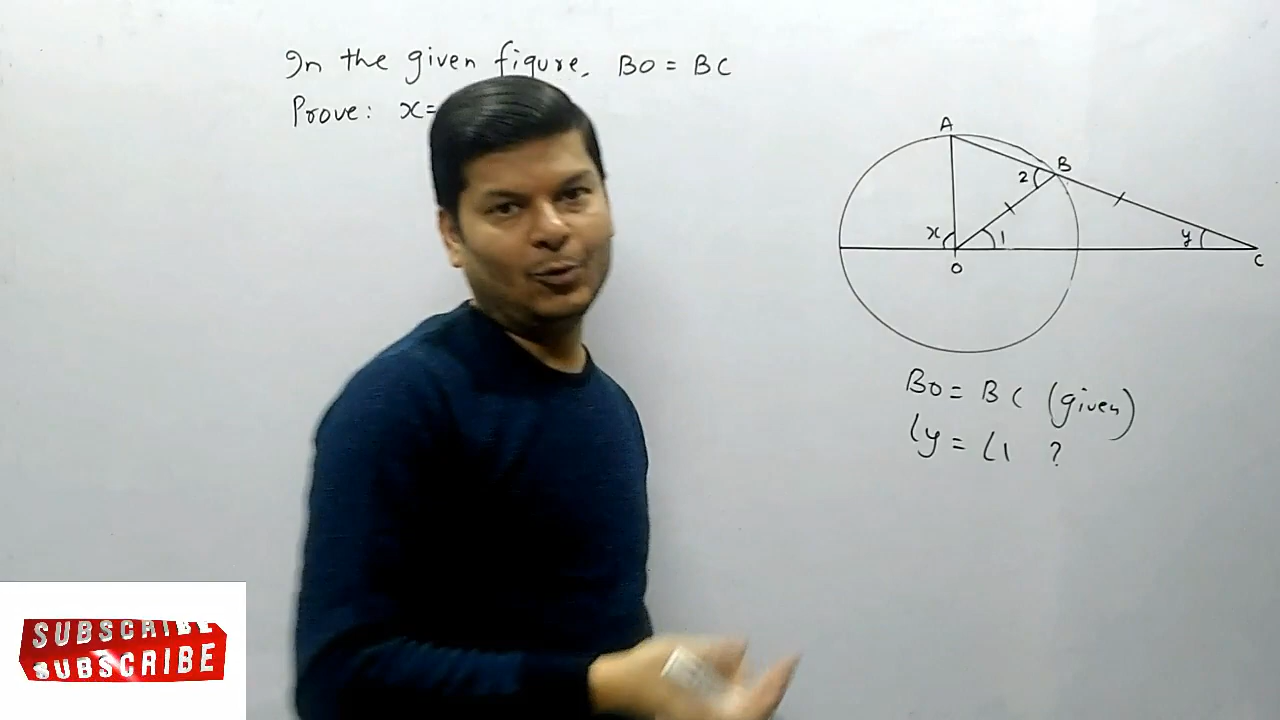 In the given figure, BO = BC
Prove: x=
A
B
2
x
1
y
O
C
BO = BC (given)
∠y = ∠1 ?
SUBSCRIBE
SUBSCRIBE